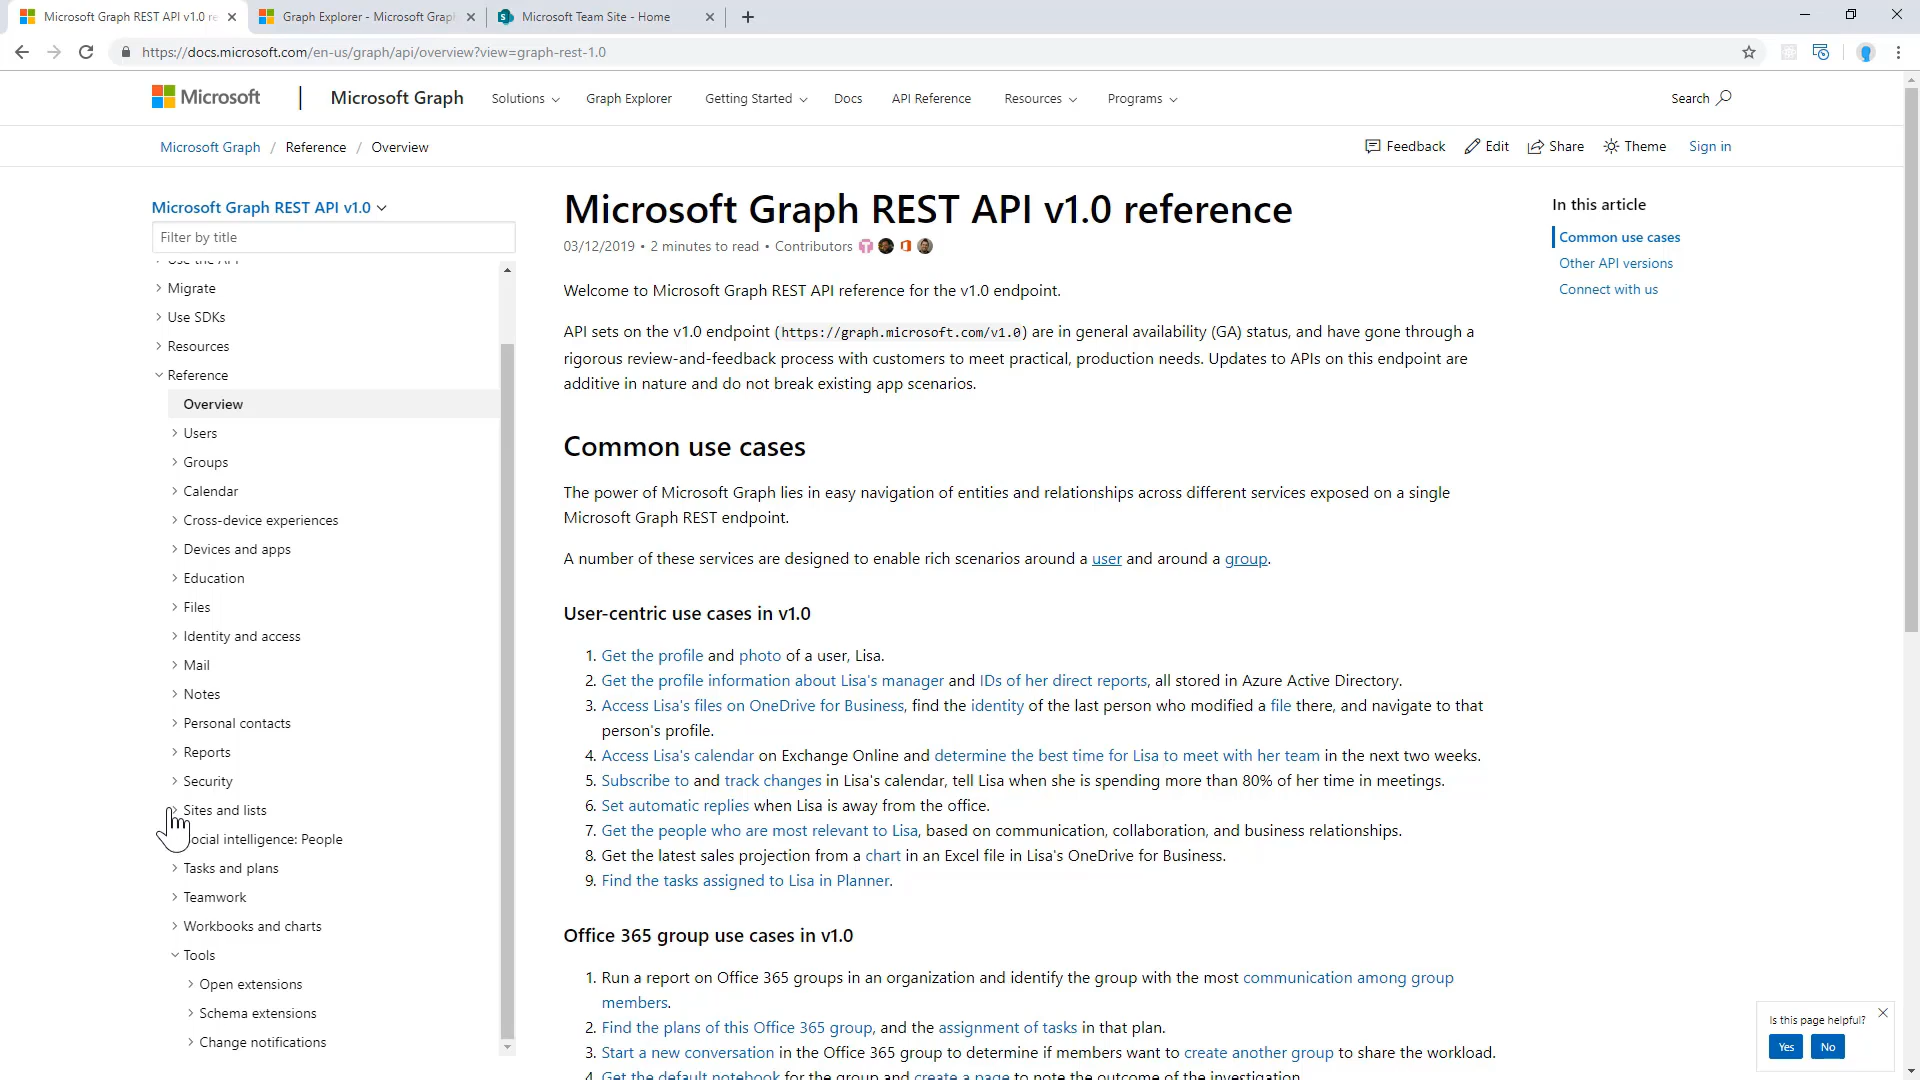 Microsoft Graph REST API v1.0 re
Graph Explorer - Microsoft Graph
Microsoft Team Site - Home
https://docs.microsoft.com/en-us/graph/api/overview?view=graph-rest-1.0
Microsoft
Microsoft Graph
Solutions
Graph Explorer
Getting Started
Docs
API Reference
Resources
Programs
Search
Microsoft Graph / Reference / Overview
Feedback
Edit
Share
Theme
Sign in
Microsoft Graph REST API v1.0
Filter by title
Use the API
Migrate
Use SDKs
Resources
Reference
Overview
Users
Groups
Calendar
Cross-device experiences
Devices and apps
Education
Files
Identity and access
Mail
Notes
Personal contacts
Reports
Security
Sites and lists
ocial intelligence: People
Tasks and plans
Teamwork
Workbooks and charts
Tools
Open extensions
Schema extensions
Change notifications
Microsoft Graph REST API v1.0 reference
03/12/2019 • 2 minutes to read • Contributors
Welcome to Microsoft Graph REST API reference for the v1.0 endpoint.
API sets on the v1.0 endpoint (https://graph.microsoft.com/v1.0) are in general availability (GA) status, and have gone through a
rigorous review-and-feedback process with customers to meet practical, production needs. Updates to APIs on this endpoint are
additive in nature and do not break existing app scenarios.
Common use cases
The power of Microsoft Graph lies in easy navigation of entities and relationships across different services exposed on a single
Microsoft Graph REST endpoint.
A number of these services are designed to enable rich scenarios around a user and around a group.
User-centric use cases in v1.0
1. Get the profile and photo of a user, Lisa.
2. Get the profile information about Lisa's manager and IDs of her direct reports, all stored in Azure Active Directory.
3. Access Lisa's files on OneDrive for Business, find the identity of the last person who modified a file there, and navigate to that
person's profile.
4. Access Lisa's calendar on Exchange Online and determine the best time for Lisa to meet with her team in the next two weeks.
5. Subscribe to and track changes in Lisa's calendar, tell Lisa when she is spending more than 80% of her time in meetings.
6. Set automatic replies when Lisa is away from the office.
7. Get the people who are most relevant to Lisa, based on communication, collaboration, and business relationships.
8. Get the latest sales projection from a chart in an Excel file in Lisa's OneDrive for Business.
9. Find the tasks assigned to Lisa in Planner.
Office 365 group use cases in v1.0
1. Run a report on Office 365 groups in an organization and identify the group with the most communication among group
members.
2. Find the plans of this Office 365 group, and the assignment of tasks in that plan.
3. Start a new conversation in the Office 365 group to determine if members want to create another group to share the workload.
4. Get the default notebook for the group and create a page to note the outcome of the investigation.
In this article
Common use cases
Other API versions
Connect with us
Is this page helpful?
Yes
No